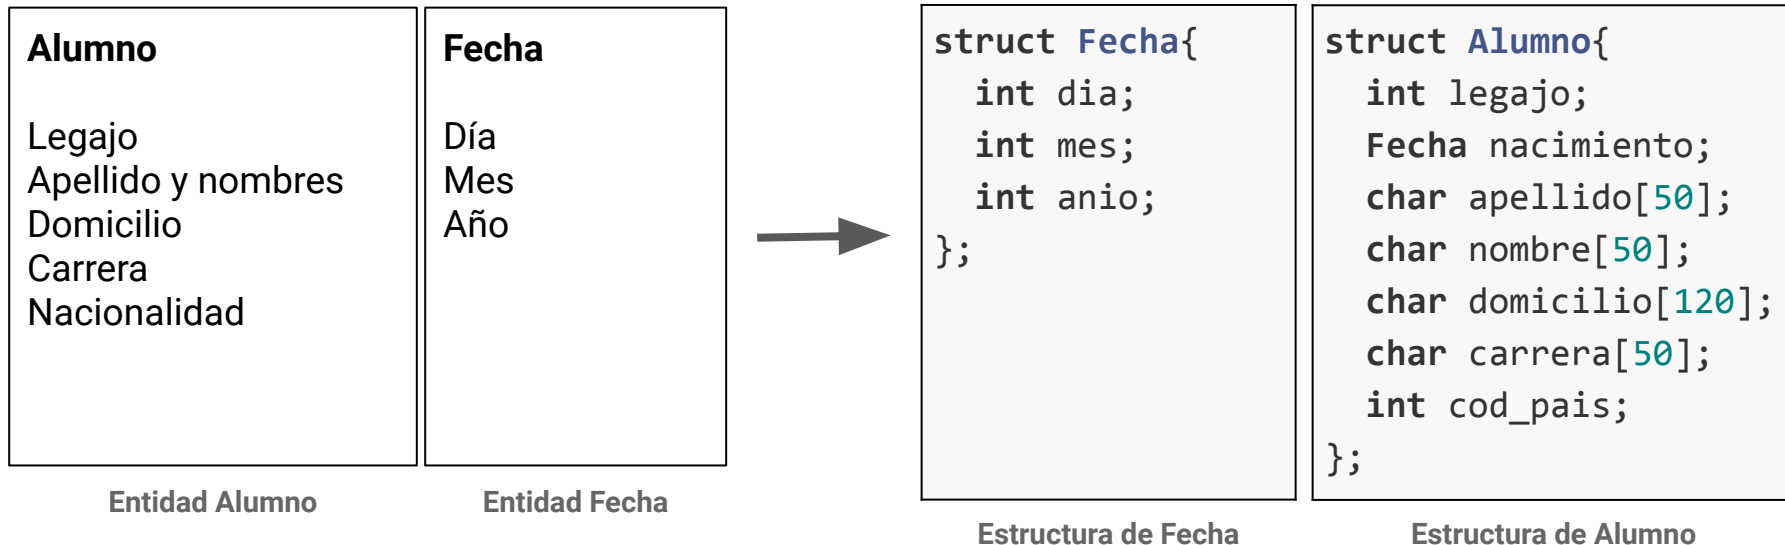 Alumno
Legajo
Apellido y nombres
Domicilio
Carrera
Nacionalidad
Entidad Alumno
Fecha
Día
Mes
Año
Entidad Fecha
struct Fecha{
int dia;
int mes;
int anio;
};
Estructura de Fecha
struct Alumno{
int legajo;
Fecha nacimiento;
char apellido[50];
char nombre[50];
char domicilio[120];
char carrera[50];
int cod_pais;
};
Estructura de Alumno